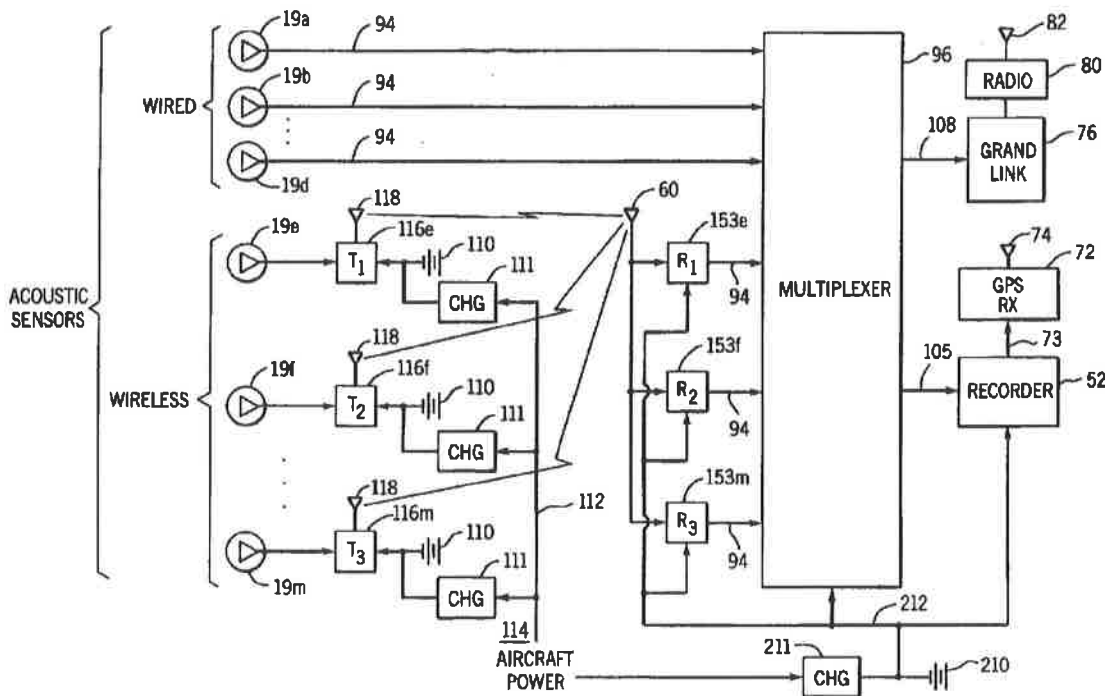 19a
94
82
96
19b
94
RADIO
80
WIRED
94
108
GRAND
LINK
76
19d
118
60
19e
116e
110
153e
74
T1
111
R1
72
94
GPS
RX
ACOUSTIC
SENSORS
CHG
MULTIPLEXER
118
153f
73
19f
116f
110
105
WIRELESS
T2
111
R2
RECORDER
52
94
CHG
118
153m
112
116m
110
R3
T3
111
94
19m
CHG
212
114
AIRCRAFT
POWER
211
CHG
210